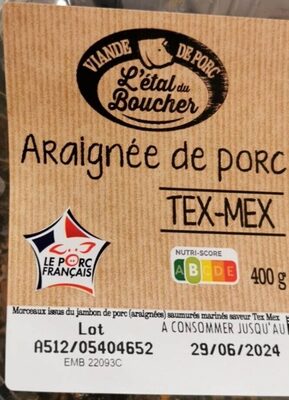 VIANDE DE PORC
L'étal du
Boucher
ARaignée de poRc
TEX-MEX
LE PORC
FRANÇAIS
NUTRI-SCORE
A B C D E
400 g
Morceaux issus du jambon de porc (araignées) saumurés marinés saveur Tex Mex
Lot
A CONSOMMER JUSQU'AU
A512/05404652
29/06/2024
EMB 22093C